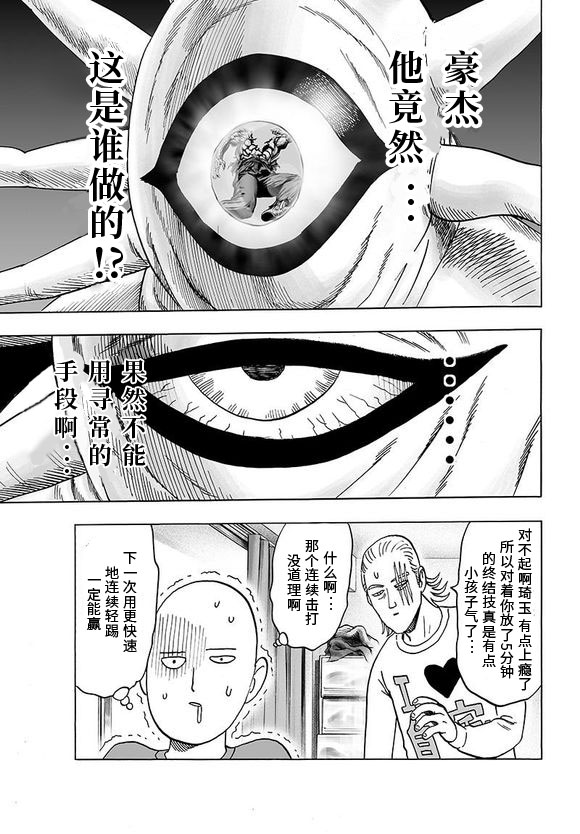 豪杰
他竟然…
这是谁做的!?
………
果然不能
用寻常的
手段啊…
对不起啊琦玉 有点上瘾了
所以对着你放了5分钟
的终结技真是有点
小孩子气了…
什么啊…
那个连续击打
没道理啊
下一次用更快速
地连续轻踢
一定能赢